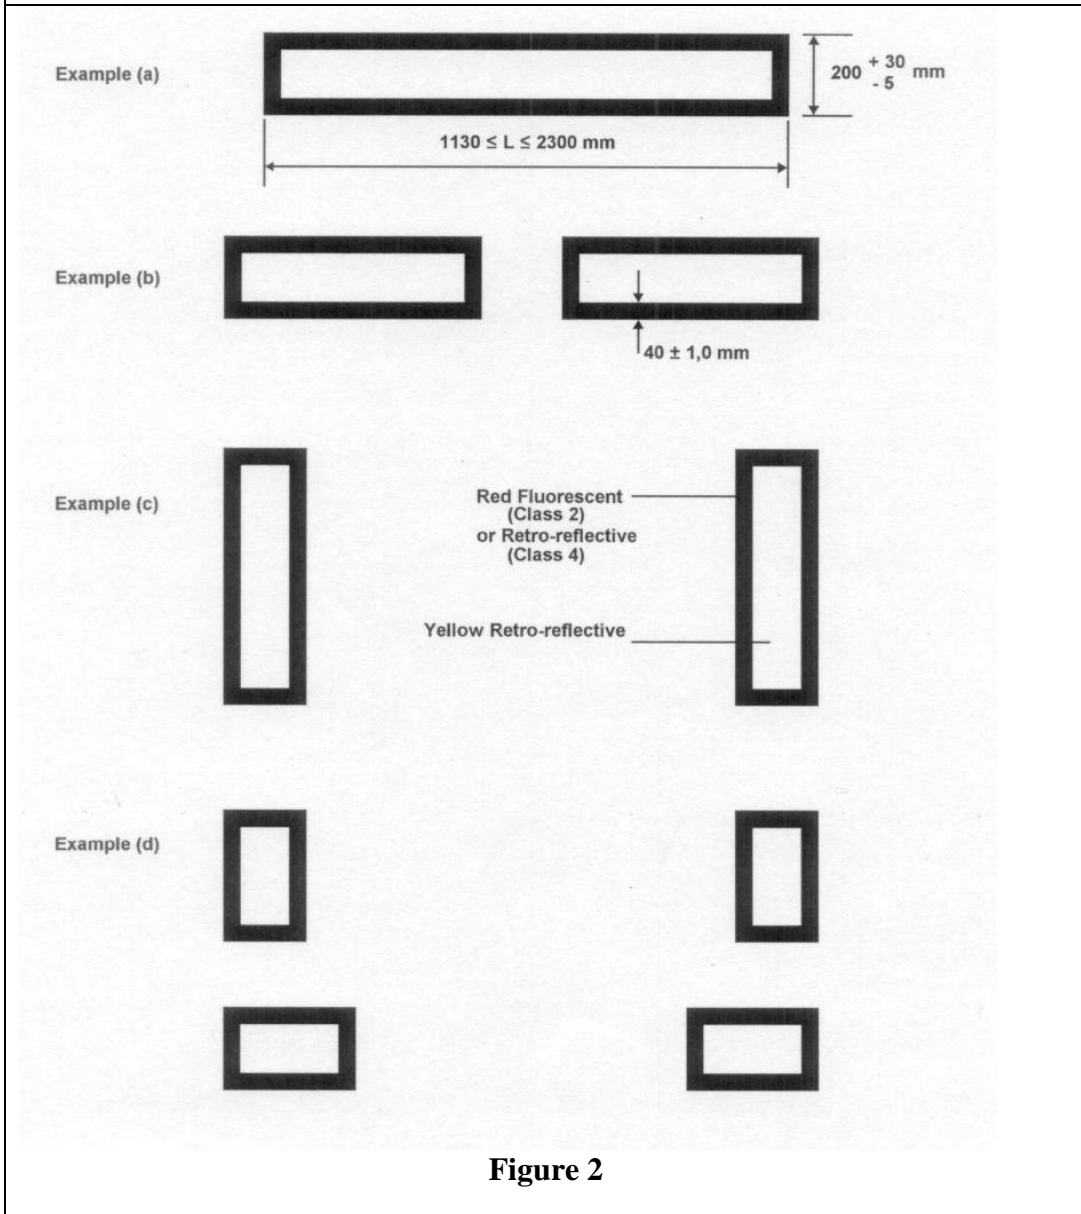 Example (a)
200 + 30 - 5 mm
1130 ≤ L ≤ 2300 mm
Example (b)
40 ± 1,0 mm
Example (c)
Red Fluorescent
(Class 2)
or Retro-reflective
(Class 4)
Yellow Retro-reflective
Example (d)
Figure 2